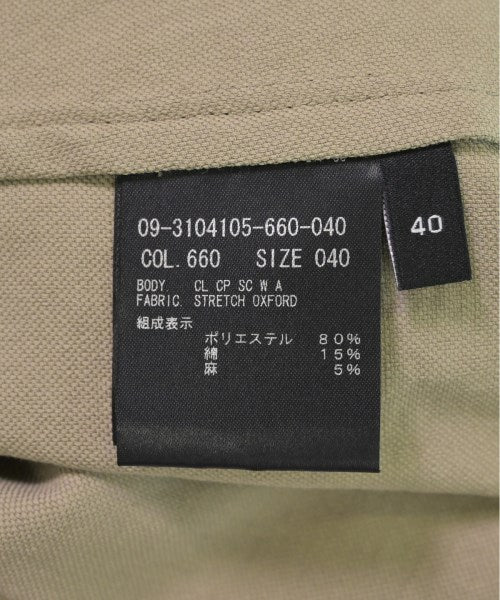 09-3104105-660-040
COL. 660 SIZE 040
BODY CL CP SC W A
FABRIC. STRETCH OXFORD
組成表示
ポリエステル 80%
綿 15%
麻 5%
40